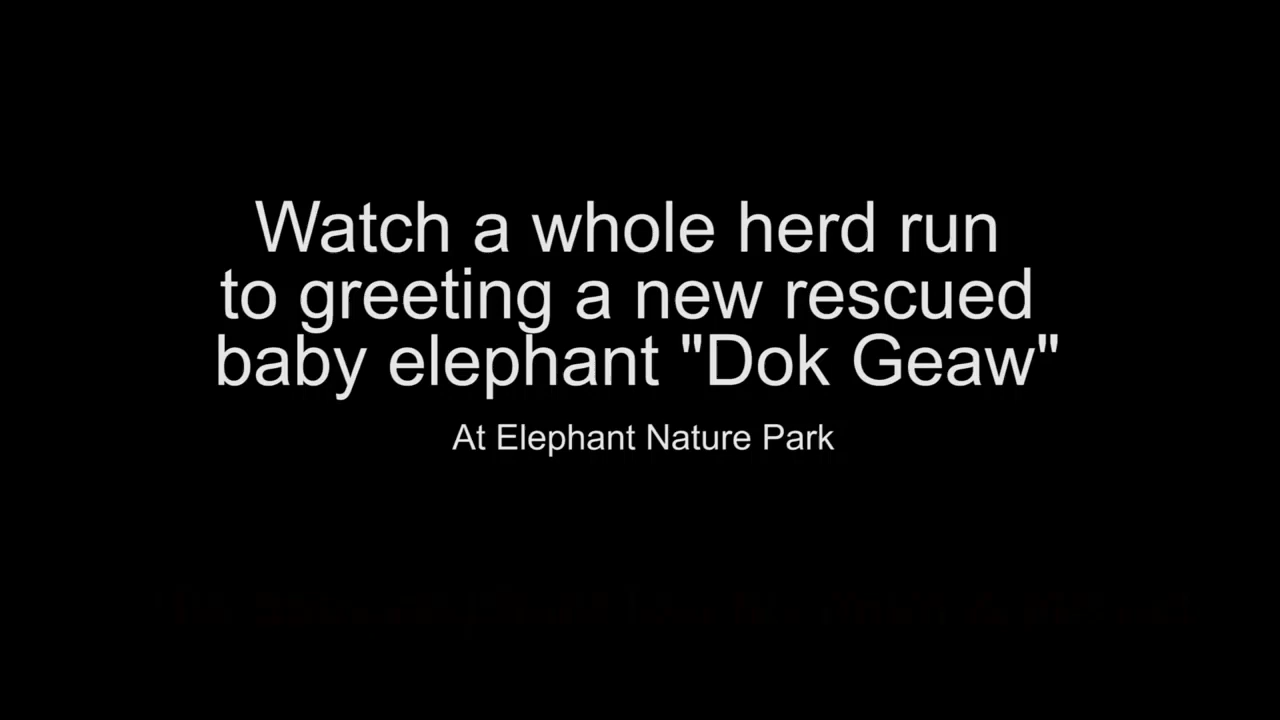 Watch a whole herd run
to greeting a new rescued
baby elephant "Dok Geaw"
At Elephant Nature Park